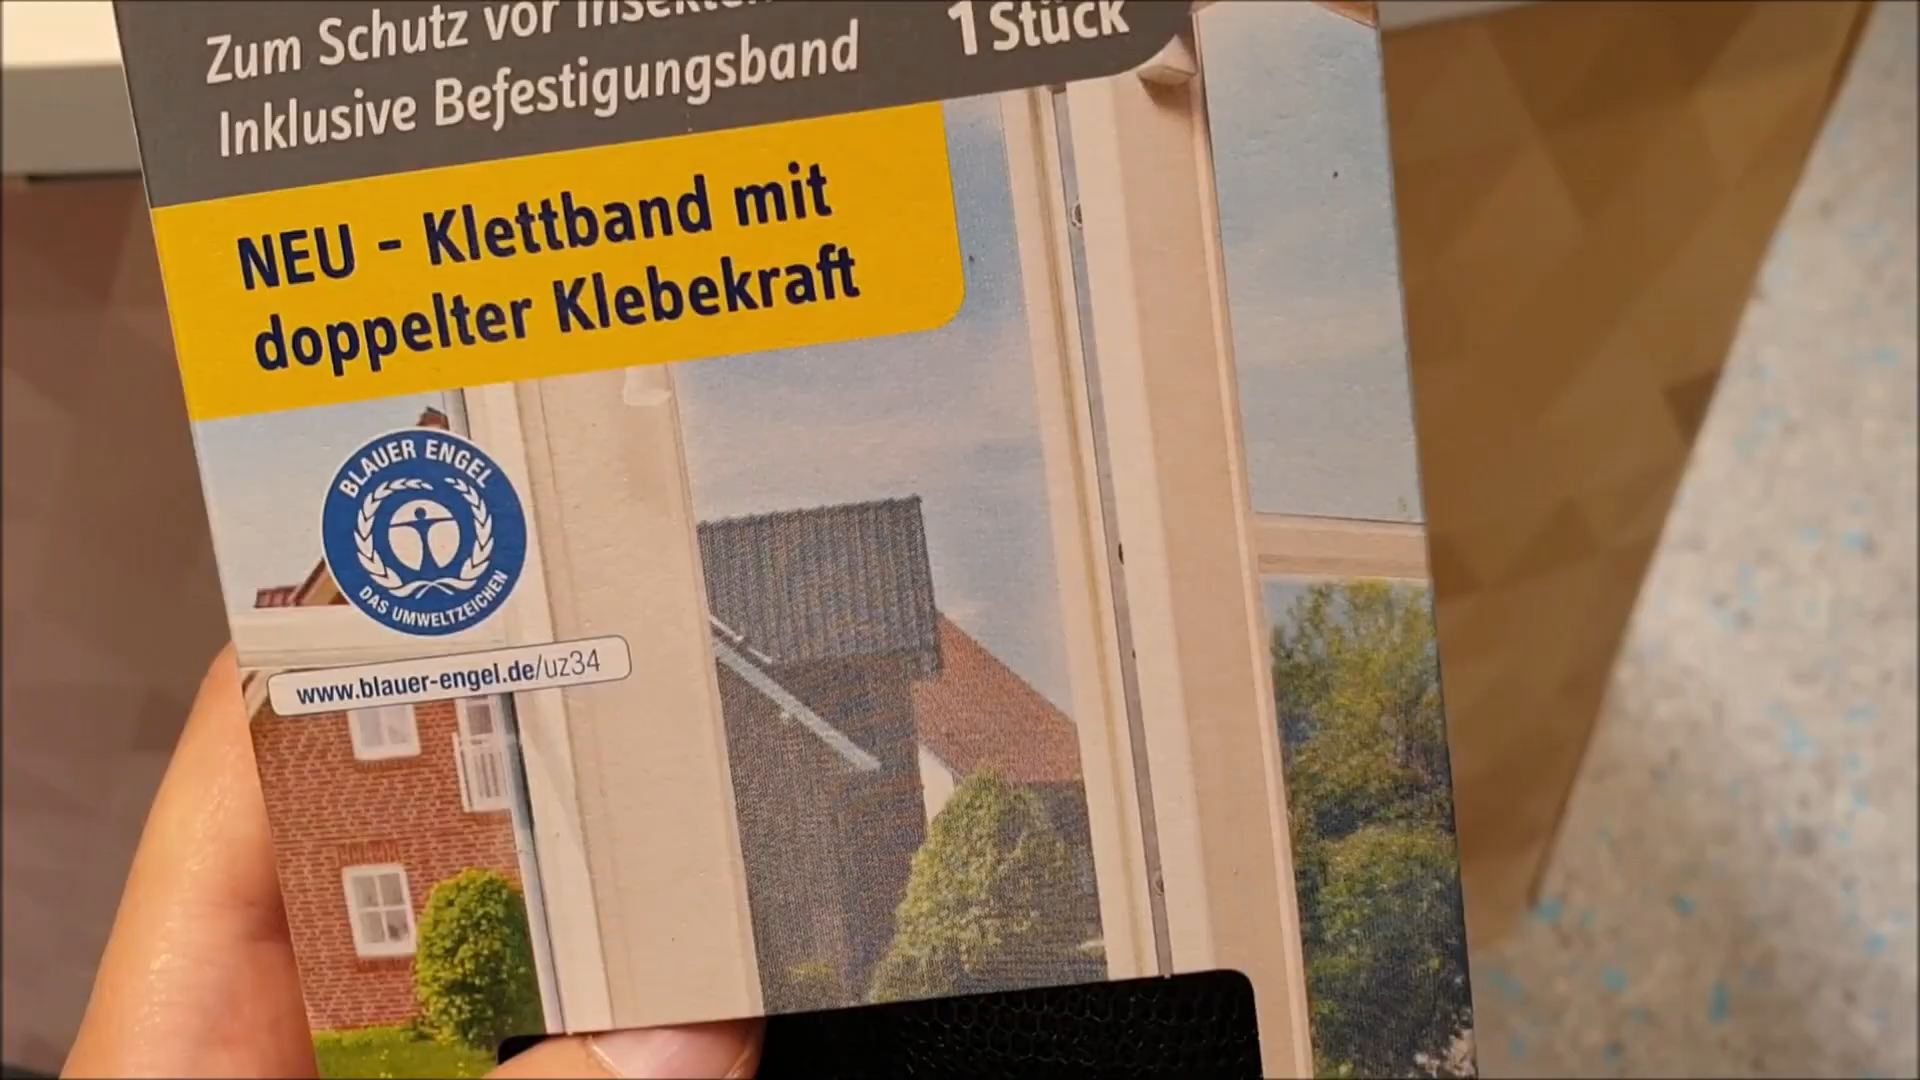 Zum Schutz vor Insekten
Inklusive Befestigungsband
1 Stück
NEU - Klettband mit
doppelter Klebekraft
BLAUER ENGEL
DAS UMWELTZEICHEN
www.blauer-engel.de/uz34